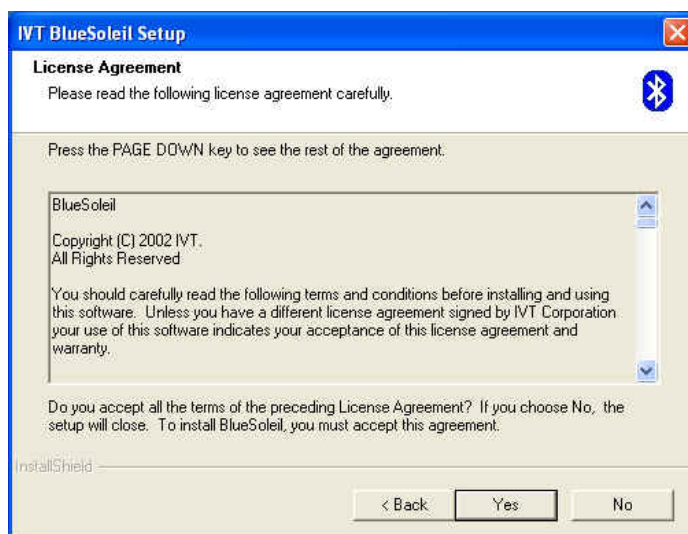 IVT BlueSoleil Setup
License Agreement
Please read the following license agreement carefully.
Press the PAGE DOWN key to see the rest of the agreement.
BlueSoleil
Copyright (C) 2002 IVT.
All Rights Reserved
You should carefully read the following terms and conditions before installing and using
this software. Unless you have a different license agreement signed by IVT Corporation
your use of this software indicates your acceptance of this license agreement and
warranty.
Do you accept all the terms of the preceding License Agreement? If you choose No, the
setup will close. To install BlueSoleil, you must accept this agreement.
InstallShield
< Back
Yes
No